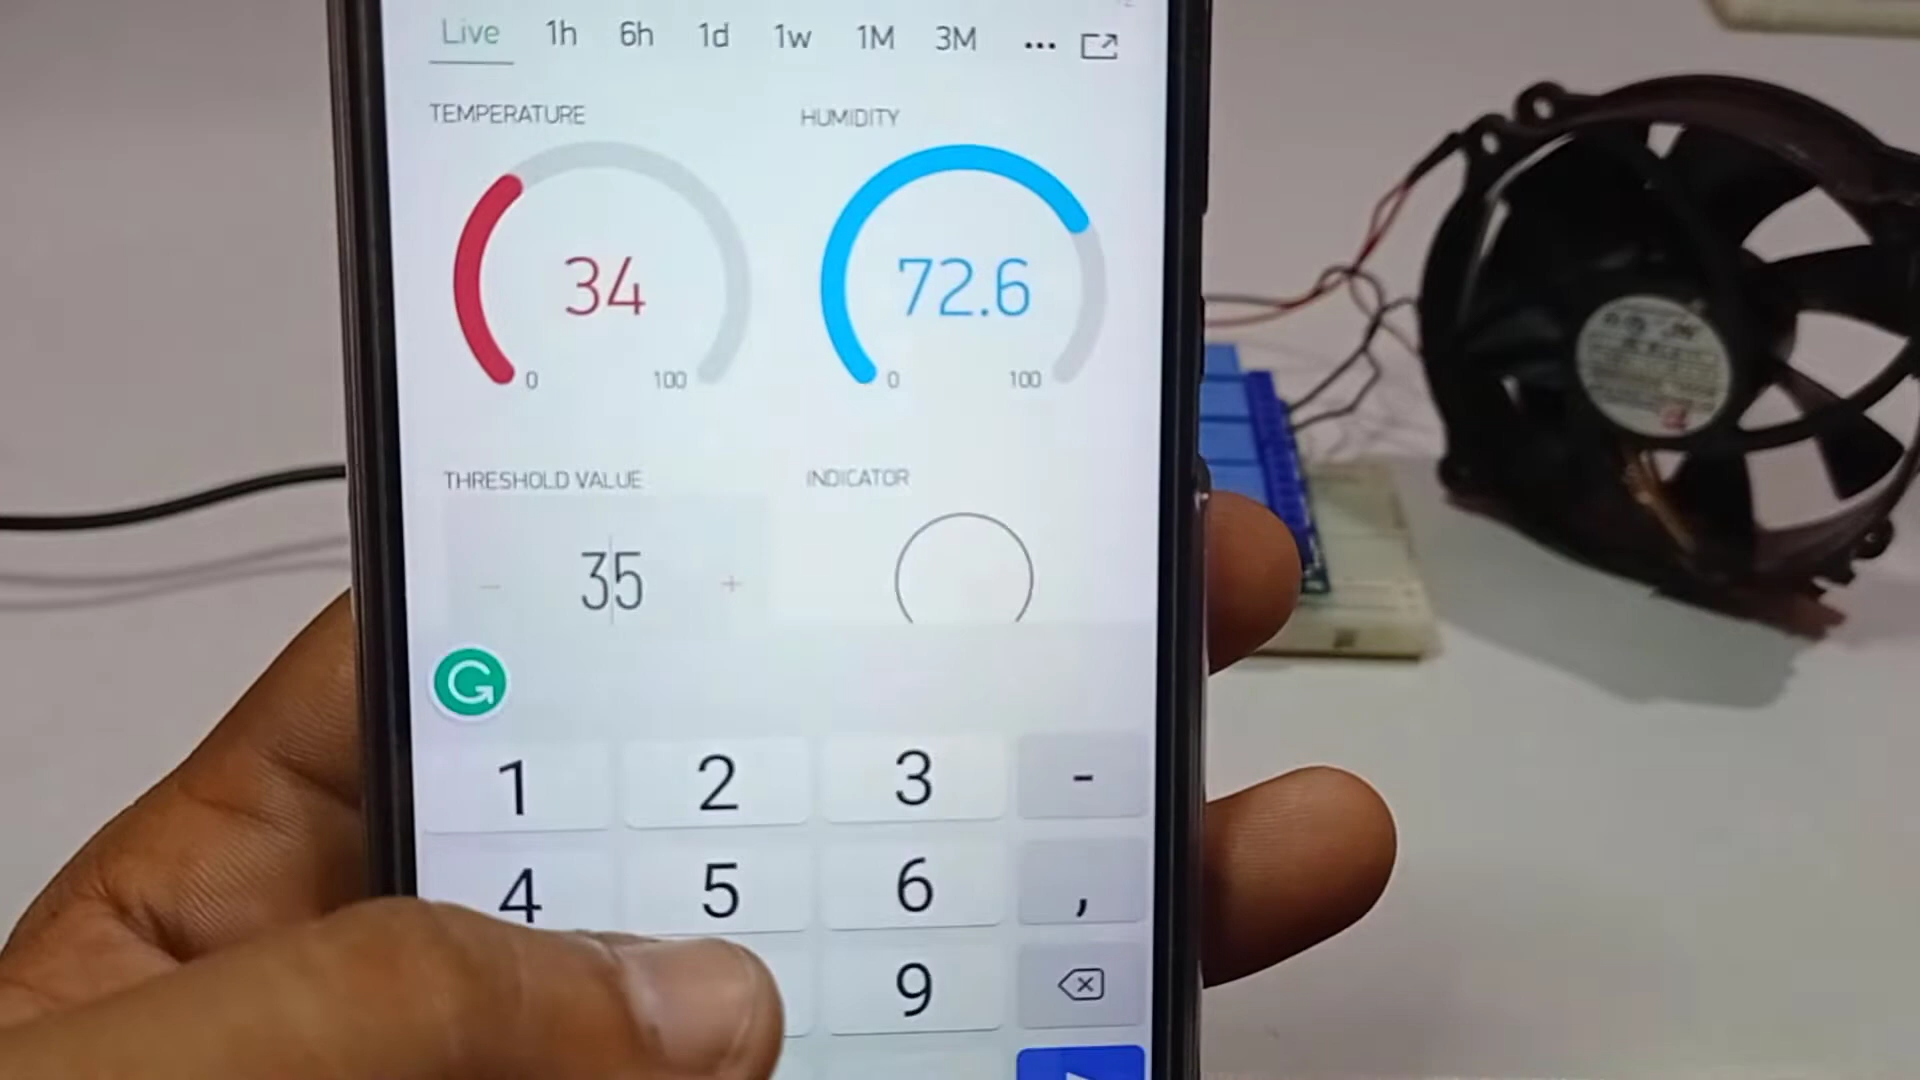 Live 1h 6h 1d 1w 1M 3M ...
TEMPERATURE HUMIDITY
34 72.6
0 100 0 100
THRESHOLD VALUE INDICATOR
- 35 +
1 2 3 -
4 5 6 ,
9